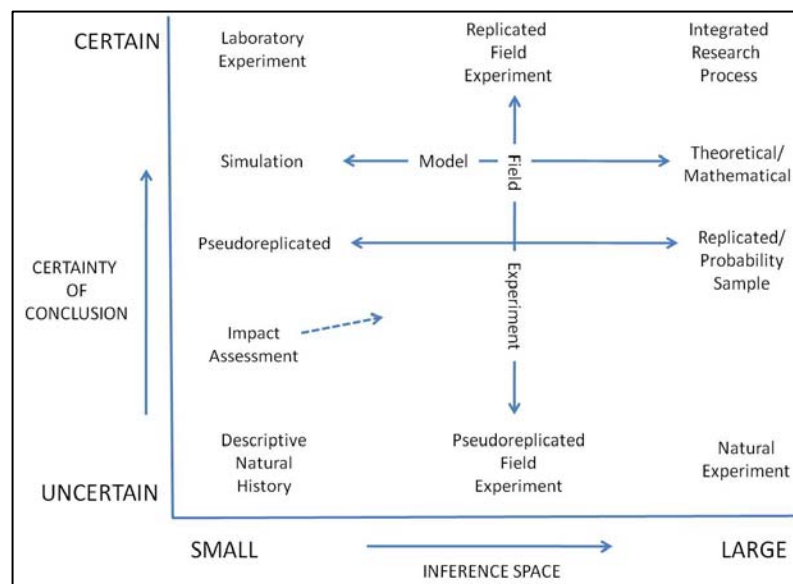 CERTAIN
Laboratory
Experiment
Replicated
Field
Experiment
Integrated
Research
Process
Simulation
Model
Field
Theoretical/
Mathematical
Pseudoreplicated
Replicated/
Probability
Sample
CERTAINTY
OF
CONCLUSION
Experiment
Impact
Assessment
Descriptive
Natural
History
Pseudoreplicated
Field
Experiment
Natural
Experiment
UNCERTAIN
SMALL
LARGE
INFERENCE SPACE